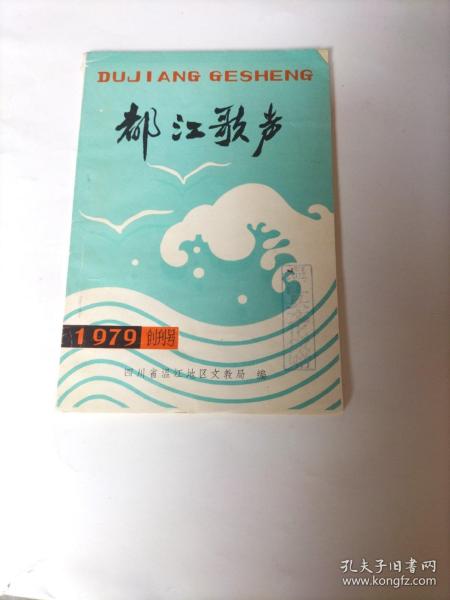 DUJIANG GESHENG
都江歌声
1979 创刊号
四川省温江地区文教局 编
孔夫子旧书网
www.kongfz.com